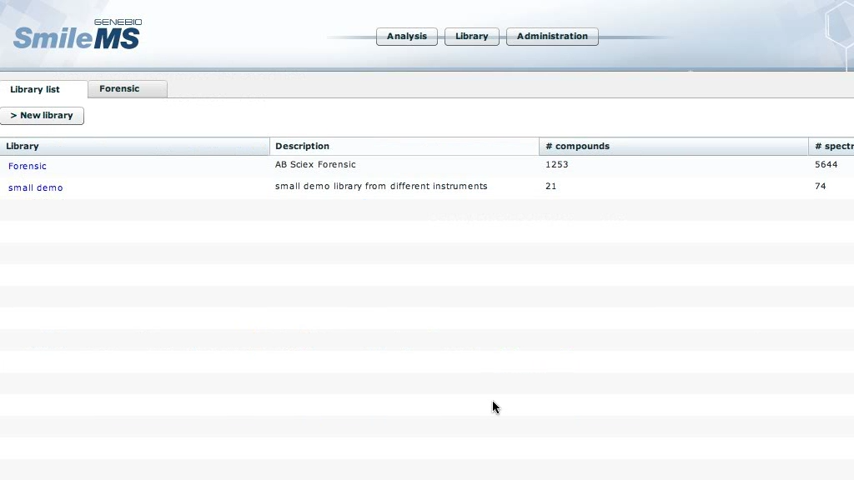 GENEBIO
SmileMS
Analysis Library Administration
Library list Forensic
> New library
Library Description # compounds # spectr
Forensic AB Sciex Forensic 1253 5644
small demo small demo library from different instruments 21 74